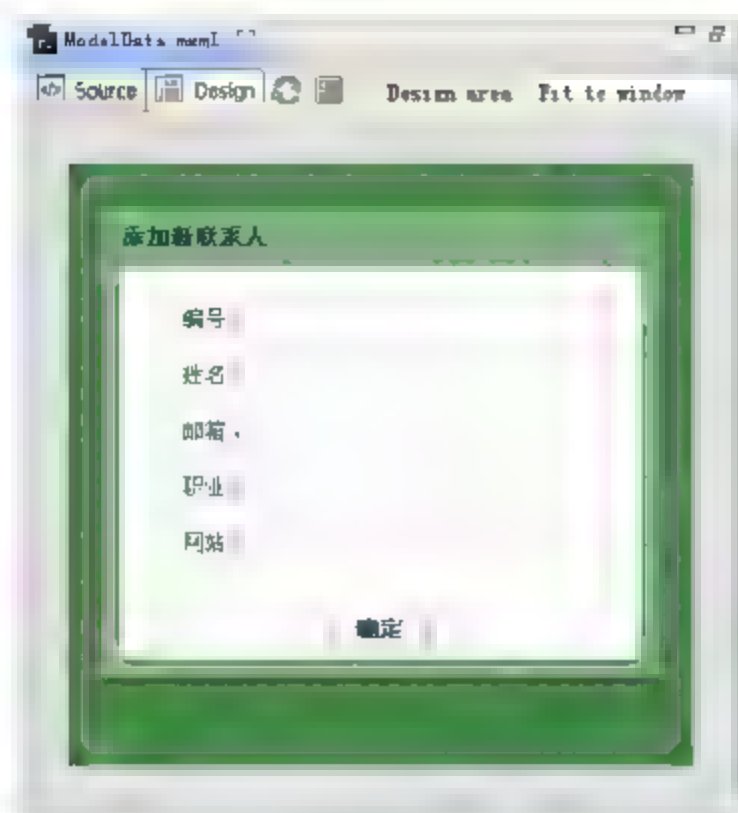 ModelData mxml
Source Design Design area Fit to window
添加新联系人
编号
姓名
邮箱
职业
网站
确定